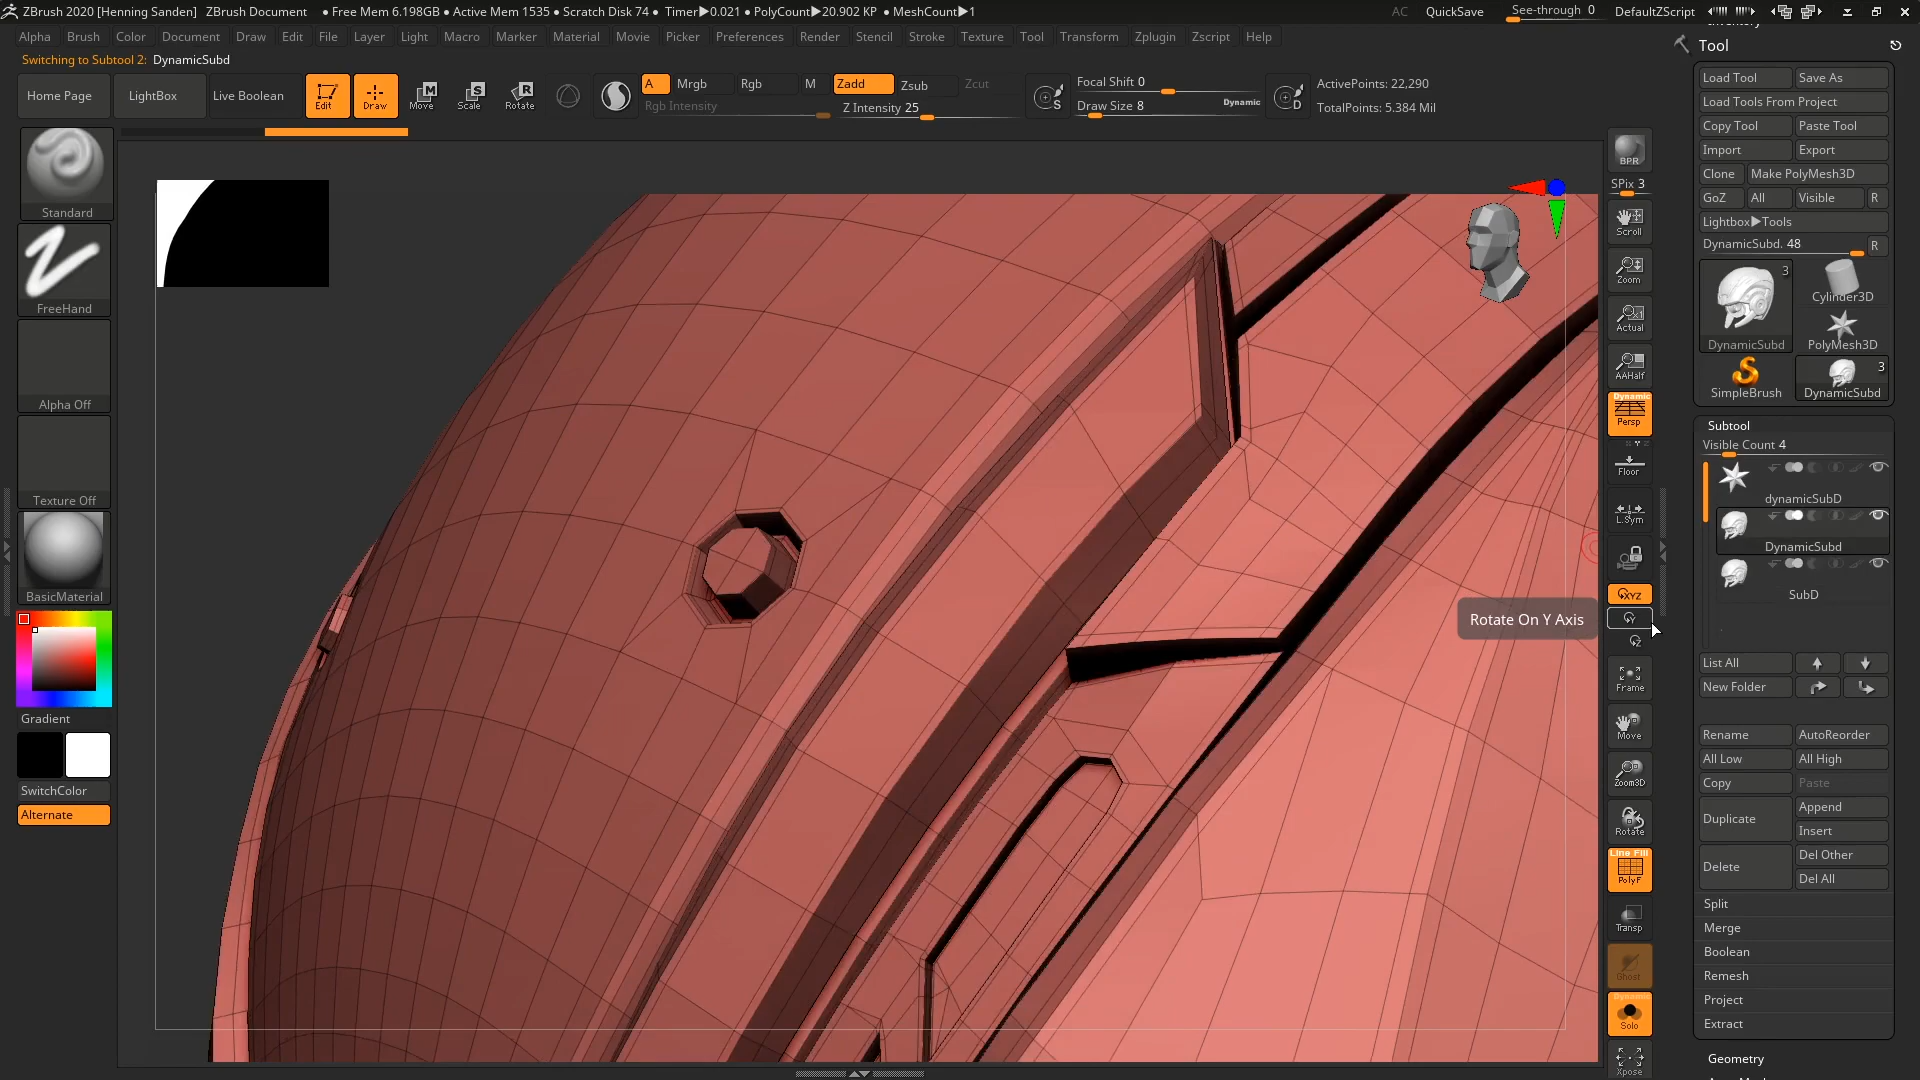 ZBrush 2020 [Henning Sanden] ZBrush Document • Free Mem 6.198GB • Active Mem 1535 • Scratch Disk 74 • Timer▶0.021 • PolyCount▶20.902 KP • MeshCount▶1 AC QuickSave See-through 0 DefaultZScript
Alpha Brush Color Document Draw Edit File Layer Light Macro Marker Material Movie Picker Preferences Render Stencil Stroke Texture Tool Transform Zplugin Zscript Help
Switching to Subtool 2: DynamicSubd
Home Page LightBox Live Boolean Edit Draw Move Scale Rotate
A Mrgb Rgb M Zadd Zsub Zcut
Rgb Intensity Z Intensity 25
Focal Shift 0
Draw Size 8 Dynamic
ActivePoints: 22,290
TotalPoints: 5.384 Mil
Standard
FreeHand
Alpha Off
Texture Off
BasicMaterial
Gradient
SwitchColor
Alternate
Rotate On Y Axis
BPR
SPix 3
Scroll
Zoom
Actual
AAHalf
Dynamic
Persp
Floor
L.Sym
XYZ
Y
Z
Frame
Move
Zoom3D
Rotate
Line Fill
PolyF
Transp
Ghost
Dynamic
Solo
Xpose
Tool
Load Tool Save As
Load Tools From Project
Copy Tool Paste Tool
Import Export
Clone Make PolyMesh3D
GoZ All Visible R
Lightbox▶Tools
DynamicSubd. 48 R
3
Cylinder3D
DynamicSubd PolyMesh3D
3
SimpleBrush DynamicSubd
Subtool
Visible Count 4
dynamicSubD
DynamicSubd
SubD
List All
New Folder
Rename AutoReorder
All Low All High
Copy Paste
Duplicate Append
Insert
Delete Del Other
Del All
Split
Merge
Boolean
Remesh
Project
Extract
Geometry